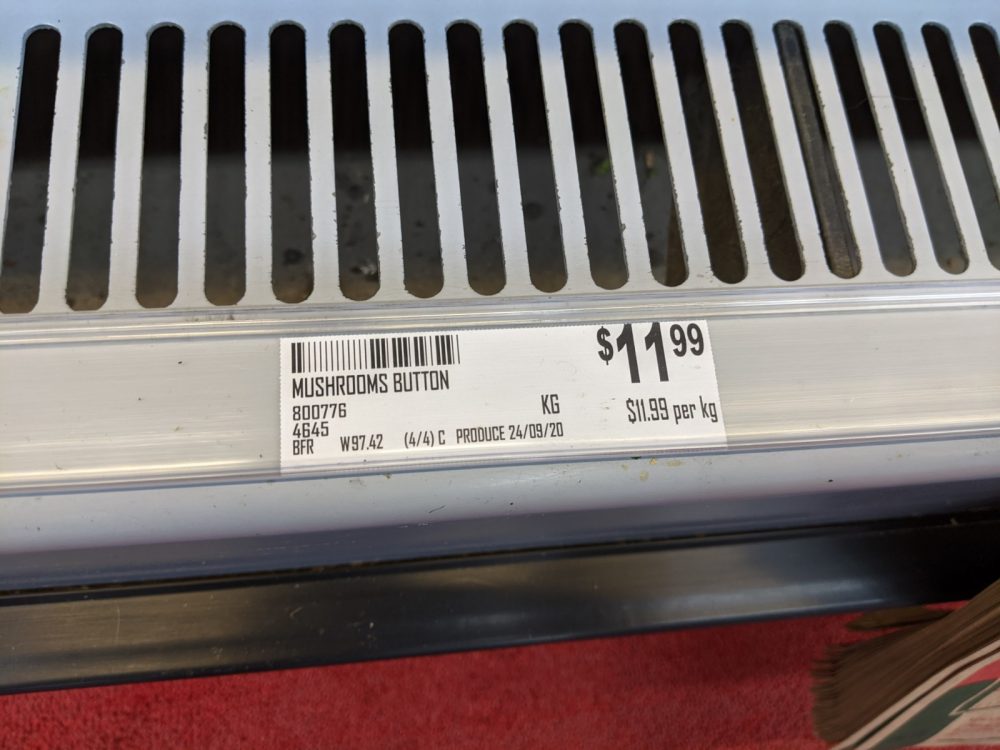 $11.99
MUSHROOMS BUTTON
800776
KG
$11.99 per kg
4645
BFR W97.42 (4/4) C PRODUCE 24/09/20